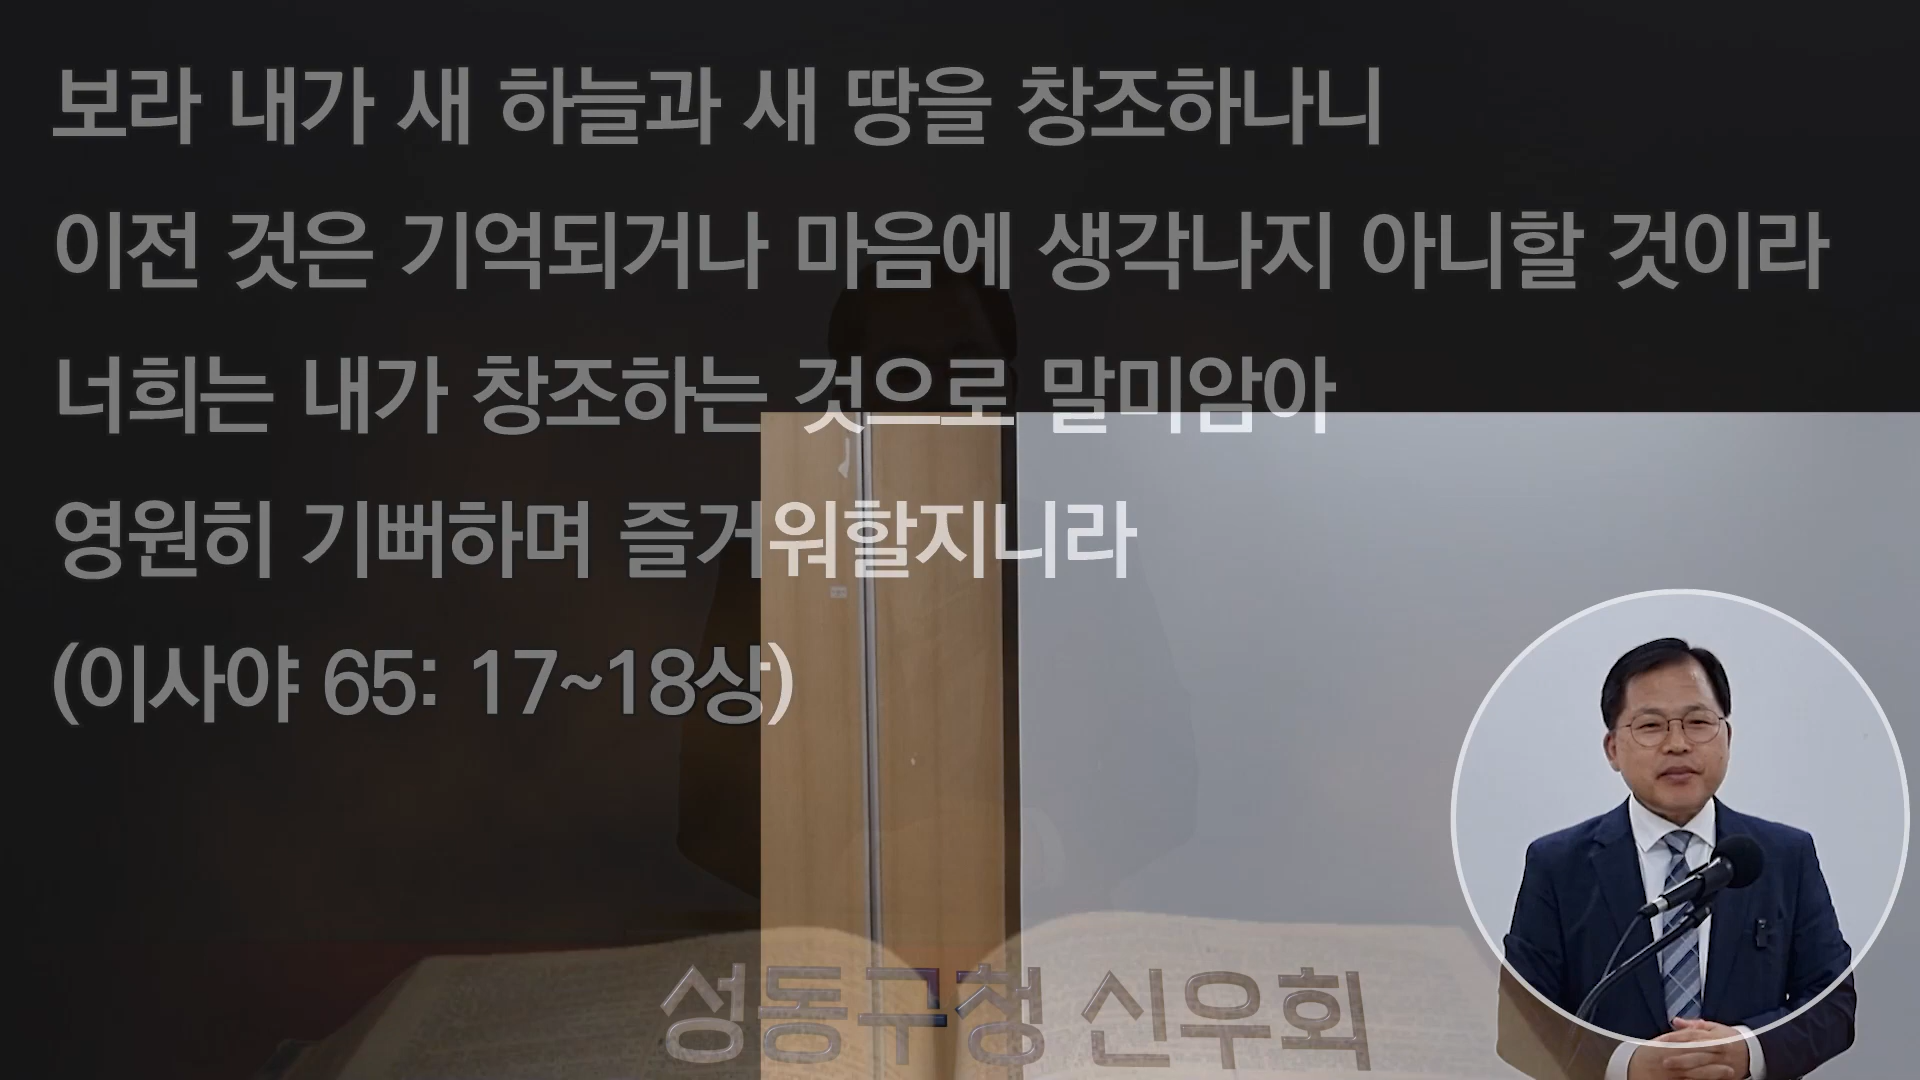 보라 내가 새 하늘과 새 땅을 창조하나니
이전 것은 기억되거나 마음에 생각나지 아니할 것이라
너희는 내가 창조하는 것으로 말미암아
영원히 기뻐하며 즐거워할지니라
(이사야 65: 17~18상)
성동구청 신우회